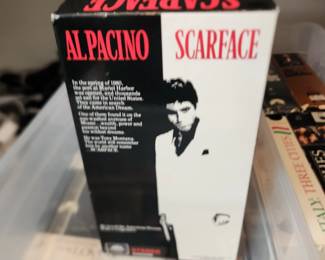 SCARFACE
AL PACINO SCARFACE
In the spring of 1980,
the port at Mariel Harbor
was opened, and thousands
set sail for the United States.
They came in search
of the American Dream.
One of them found it on the
sun-washed avenues of
Miami...wealth, power and
passion beyond
his wildest dreams.
He was Tony Montana.
The world will remember
him by another name
...SCARFACE.
ITALY
THREE CITIES